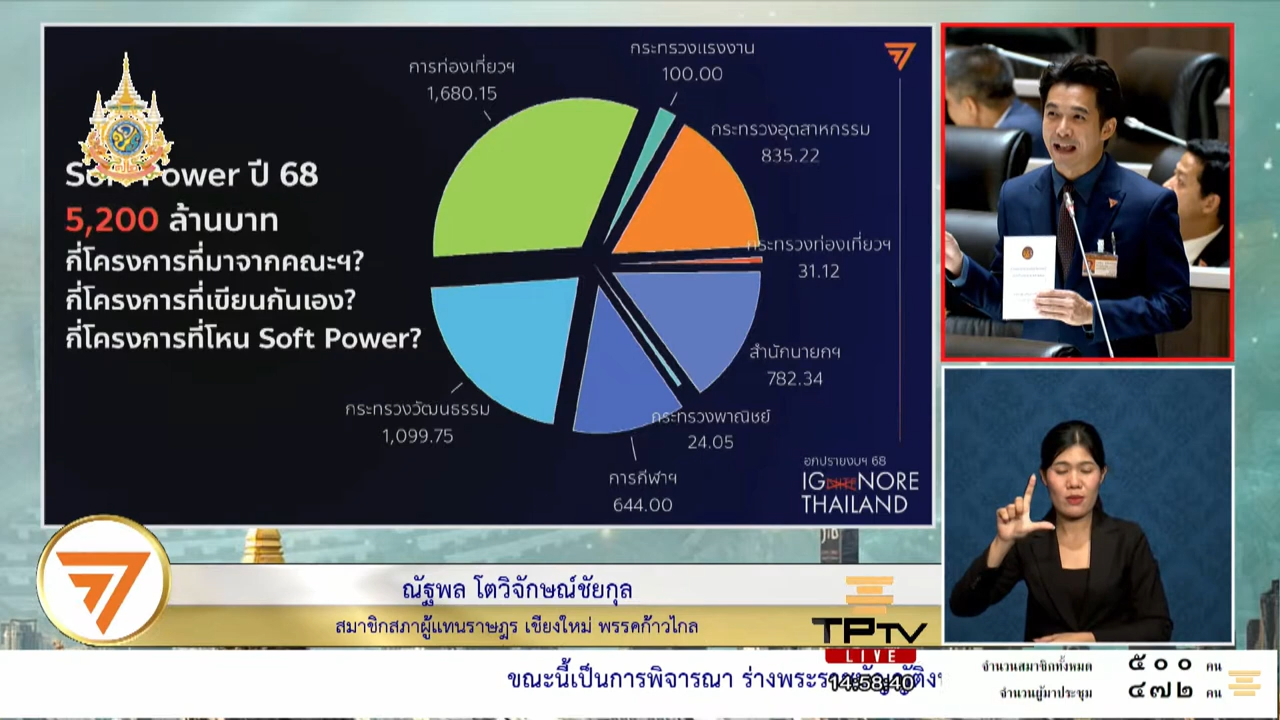 Soft Power ปี 68
5,200 ล้านบาท
กี่โครงการที่มาจากคณะฯ?
กี่โครงการที่เขียนกันเอง?
กี่โครงการที่โหน Soft Power?
การท่องเที่ยวฯ
1,680.15
กระทรวงแรงงาน
100.00
กระทรวงอุตสาหกรรม
835.22
กระทรวงท่องเที่ยวฯ
31.12
สำนักนายกฯ
782.34
กระทรวงพาณิชย์
24.05
การกีฬาฯ
644.00
กระทรวงวัฒนธรรม
1,099.75
อภิปรายงบฯ 68
IGNORE
THAILAND
ณัฐพล โตวิจักษณ์ชัยกุล
สมาชิกสภาผู้แทนราษฎร เชียงใหม่ พรรคก้าวไกล
TPTV
LIVE
14:58:40
ขณะนี้เป็นการพิจารณา ร่างพระราชบัญญัติง
จำนวนสมาชิกทั้งหมด ๕๐๐ คน
จำนวนผู้มาประชุม ๔๗๒ คน